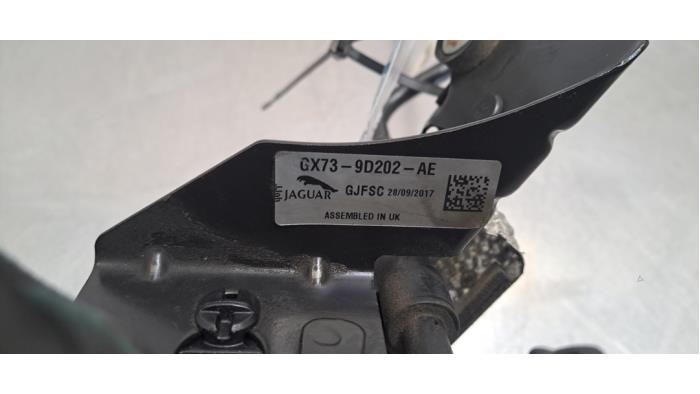 GX73-9D202-AE
JAGUAR GJFSC 28/09/2017
ASSEMBLED IN UK